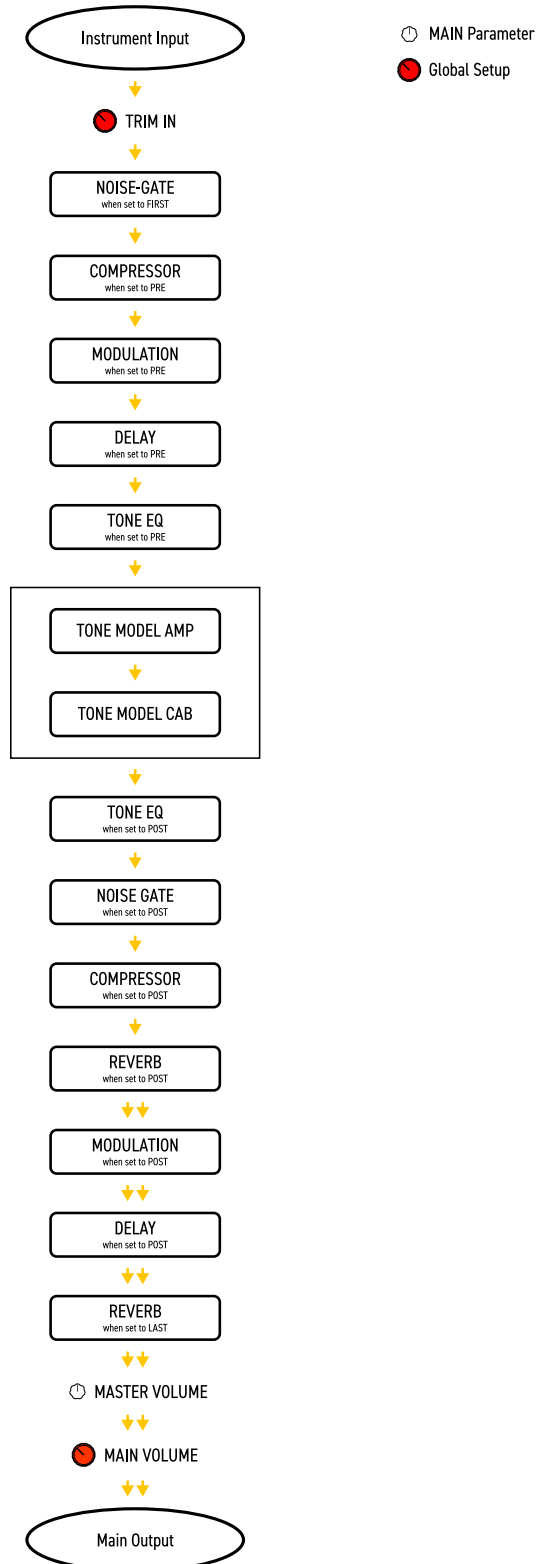 Instrument Input
MAIN Parameter
Global Setup
TRIM IN
NOISE-GATE
when set to FIRST
COMPRESSOR
when set to PRE
MODULATION
when set to PRE
DELAY
when set to PRE
TONE EQ
when set to PRE
TONE MODEL AMP
TONE MODEL CAB
TONE EQ
when set to POST
NOISE GATE
when set to POST
COMPRESSOR
when set to POST
REVERB
when set to POST
MODULATION
when set to POST
DELAY
when set to POST
REVERB
when set to LAST
MASTER VOLUME
MAIN VOLUME
Main Output